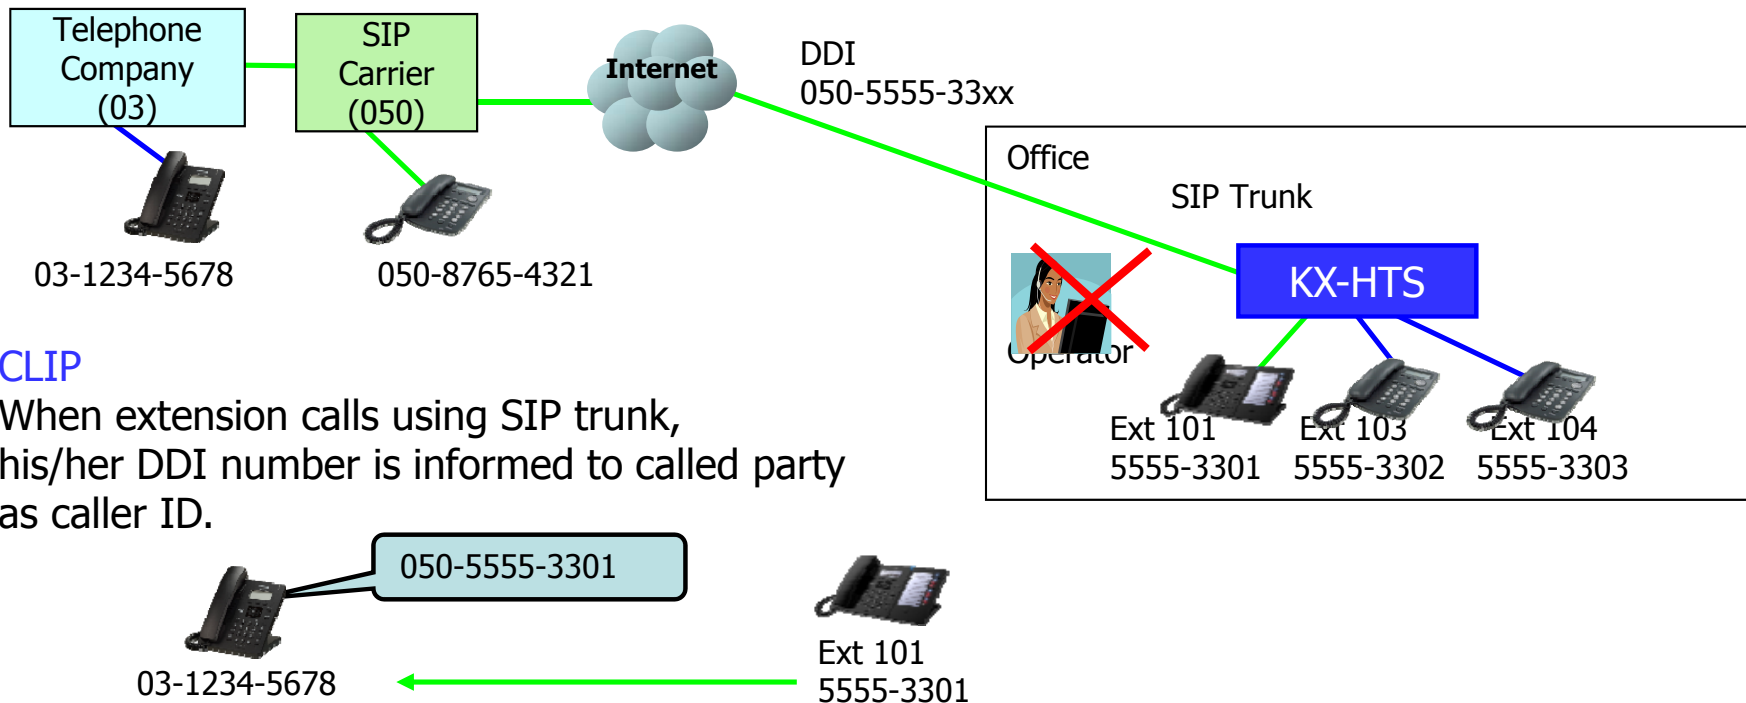 Telephone
Company
(03)
SIP
Carrier
(050)
Internet
DDI
050-5555-33xx
Office
SIP Trunk
03-1234-5678
050-8765-4321
KX-HTS
Operator
Ext 101
5555-3301
Ext 103
5555-3302
Ext 104
5555-3303
CLIP
When extension calls using SIP trunk,
his/her DDI number is informed to called party
as caller ID.
050-5555-3301
03-1234-5678
Ext 101
5555-3301